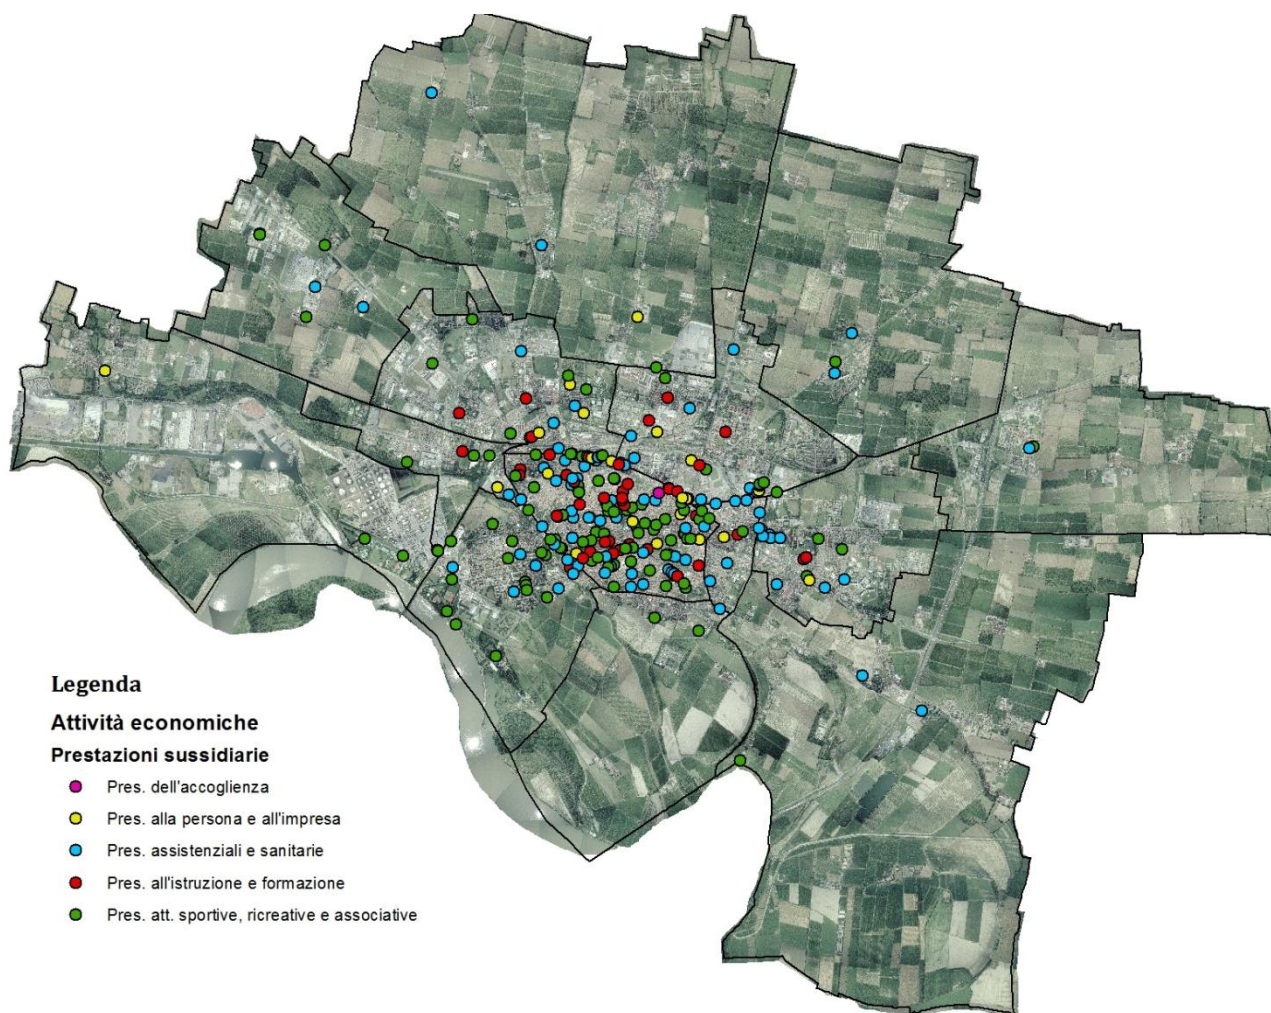 Legenda
Attività economiche
Prestazioni sussidiarie
Pres. dell'accoglienza
Pres. alla persona e all'impresa
Pres. assistenziali e sanitarie
Pres. all'istruzione e formazione
Pres. att. sportive, ricreative e associative